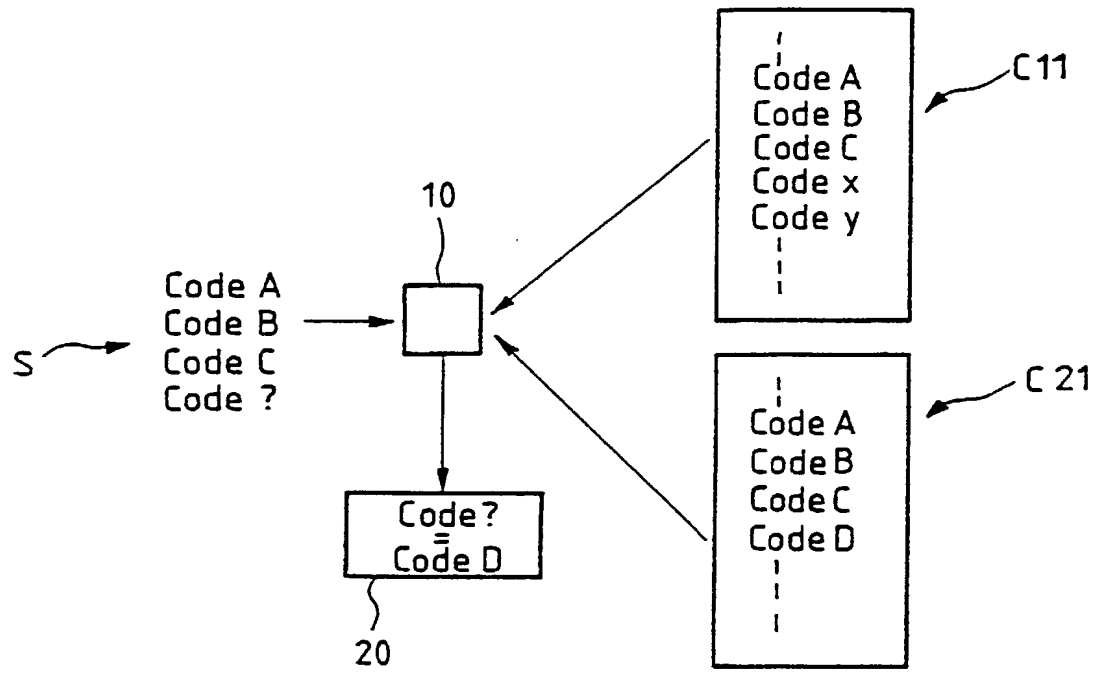 Code A
Code B
Code C
Code x
Code y
C11
10
Code A
Code B
Code C
Code ?
S
Code A
Code B
Code C
Code D
C 21
Code ?
=
Code D
20